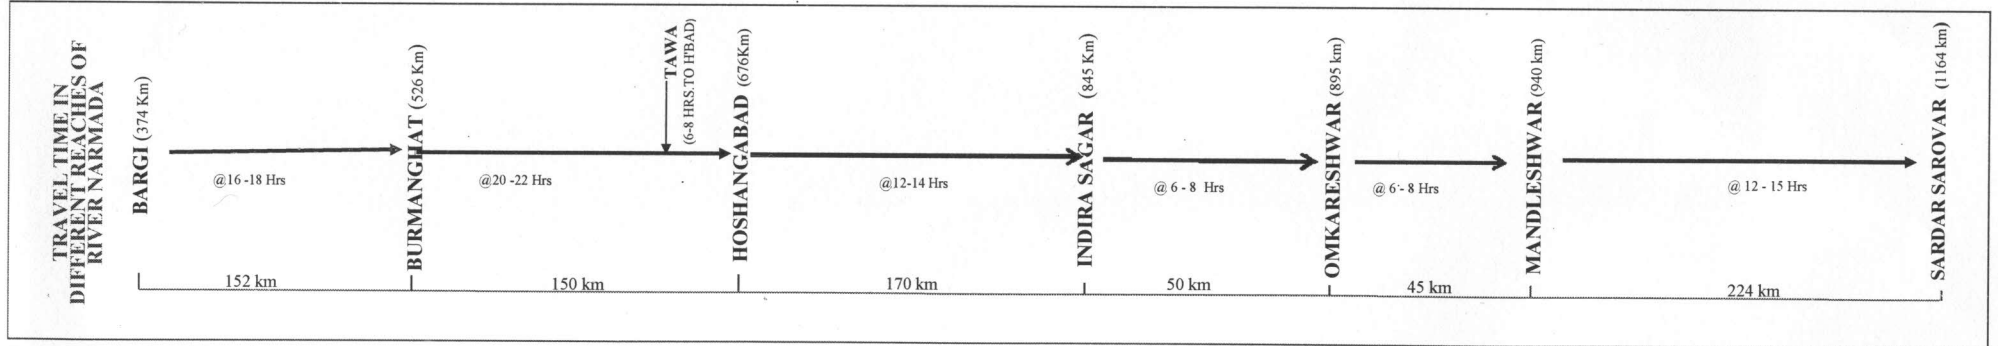 TRAVEL TIME IN
DIFFERENT REACHES OF
RIVER NARMADA
BARGI (374 Km)
@16 -18 Hrs
BURMANGHAT (526 Km)
@20 -22 Hrs
TAWA
(6-8 HRS.TO H'BAD)
HOSHANGABAD (676Km)
@12-14 Hrs
INDIRA SAGAR (845 Km)
@ 6 - 8 Hrs
OMKARESHWAR (895 km)
@ 6 - 8 Hrs
MANDLESHWAR (940 km)
@ 12 - 15 Hrs
SARDAR SAROVAR (1164 km)
152 km
150 km
170 km
50 km
45 km
224 km